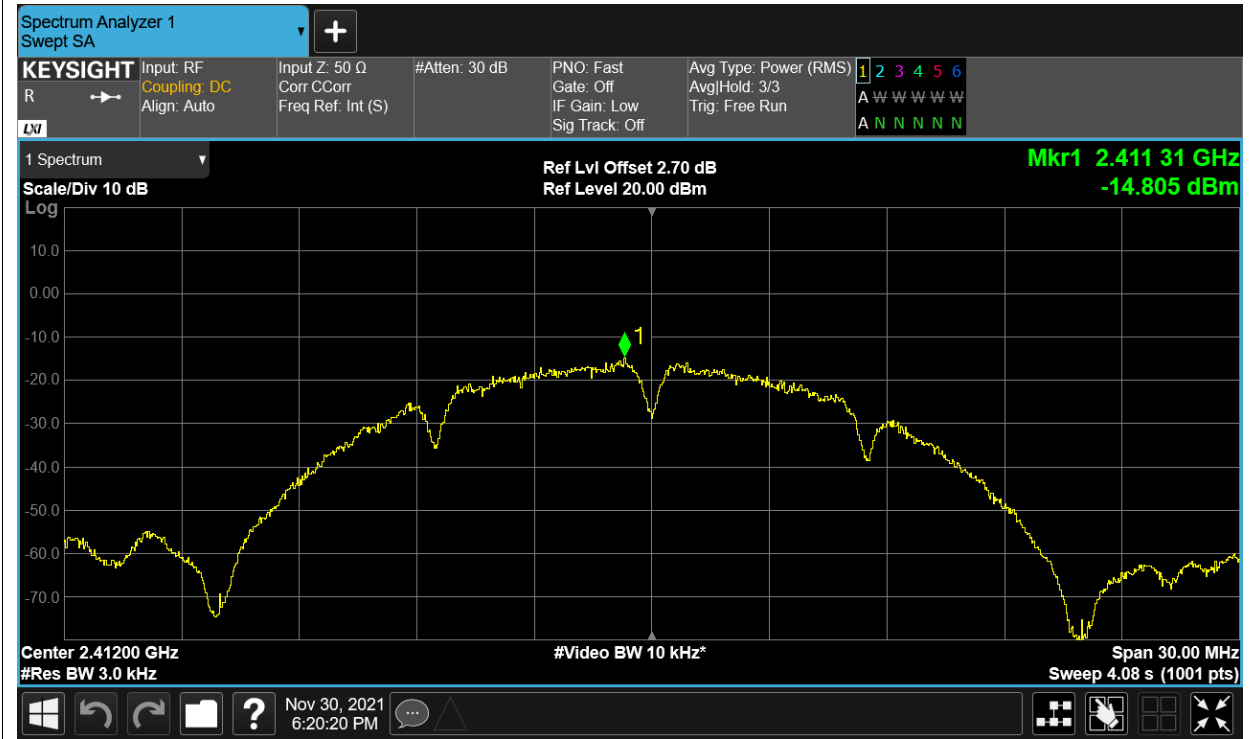 Spectrum Analyzer 1
Swept SA
+
KEYSIGHT
R
LXI
Input: RF
Coupling: DC
Align: Auto
Input Z: 50 Ω
Corr CCorr
Freq Ref: Int (S)
#Atten: 30 dB
PNO: Fast
Gate: Off
IF Gain: Low
Sig Track: Off
Avg Type: Power (RMS)
Avg|Hold: 3/3
Trig: Free Run
1 2 3 4 5 6
A W W W W W
A N N N N N
1 Spectrum
Scale/Div 10 dB
Log
Ref Lvl Offset 2.70 dB
Ref Level 20.00 dBm
Mkr1 2.411 31 GHz
-14.805 dBm
10.0
0.00
-10.0
-20.0
-30.0
-40.0
-50.0
-60.0
-70.0
1
Center 2.41200 GHz
#Res BW 3.0 kHz
#Video BW 10 kHz*
Span 30.00 MHz
Sweep 4.08 s (1001 pts)
?
Nov 30, 2021
6:20:20 PM